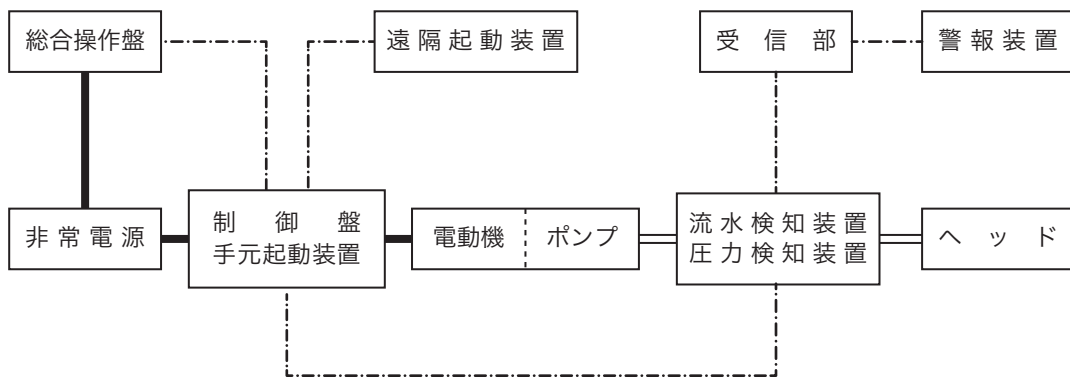 総合操作盤
遠隔起動装置
受信部
警報装置
非常電源
制御盤
手元起動装置
電動機
ポンプ
流水検知装置
圧力検知装置
ヘッド